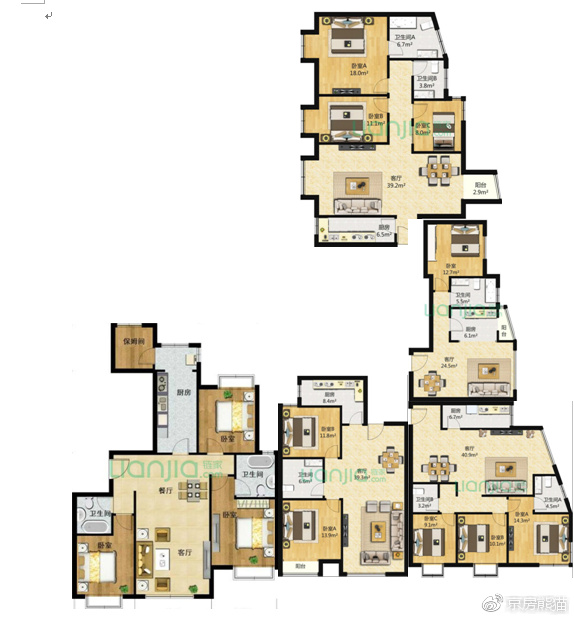 卫生间A
6.7m²
卧室A
18.0m²
卫生间B
3.8m²
卧室B
11.1m²
卧室C
8.0m²
客厅
39.2m²
阳台
2.9m²
厨房
6.5m²
卧室
12.7m²
卫生间
5.5m²
厨房
6.1m²
阳台
客厅
24.5m²
保闲间
厨房
卧室
卫生间
餐厅
卫生间
卧室
客厅
卧室
厨房
8.4m²
卧室B
11.8m²
卫生间
6.6m²
客厅
卧室A
13.9m²
阳台
厨房
6.7m²
客厅
40.9m²
卫生间B
3.2m²
卫生间A
4.5m²
卧室C
9.1m²
卧室B
10.1m²
卧室A
14.3m²
lianjia
链家
.com
京房熊猫